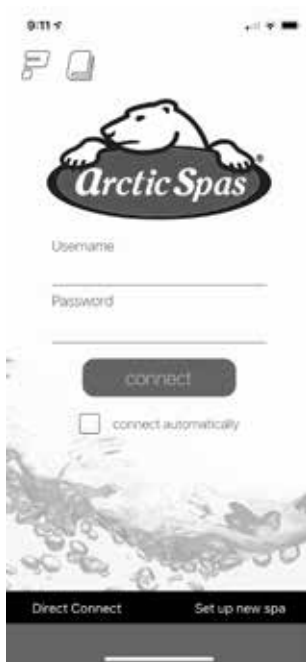 9:11
Arctic Spas®
Username
Password
connect
connect automatically
Direct Connect Set up new spa